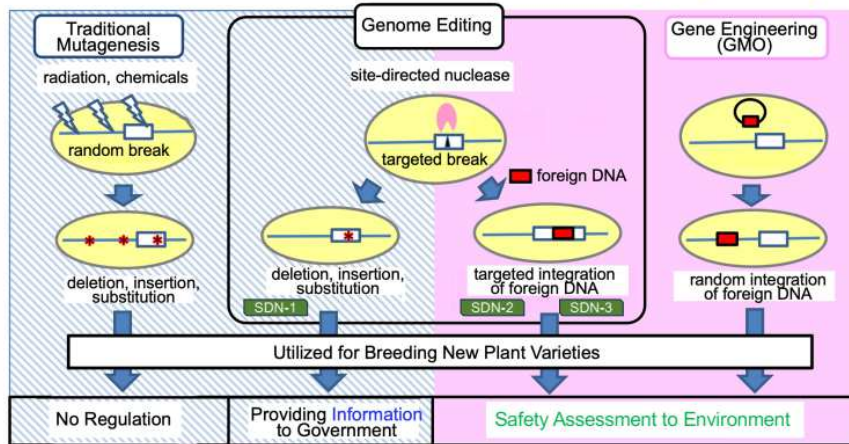 Traditional
Mutagenesis
Genome Editing
Gene Engineering
(GMO)
radiation, chemicals
site-directed nuclease
random break
targeted break
foreign DNA
deletion, insertion,
substitution
deletion, insertion,
substitution
targeted integration
of foreign DNA
random integration
of foreign DNA
SDN-1
SDN-2
SDN-3
Utilized for Breeding New Plant Varieties
No Regulation
Providing Information
to Government
Safety Assessment to Environment